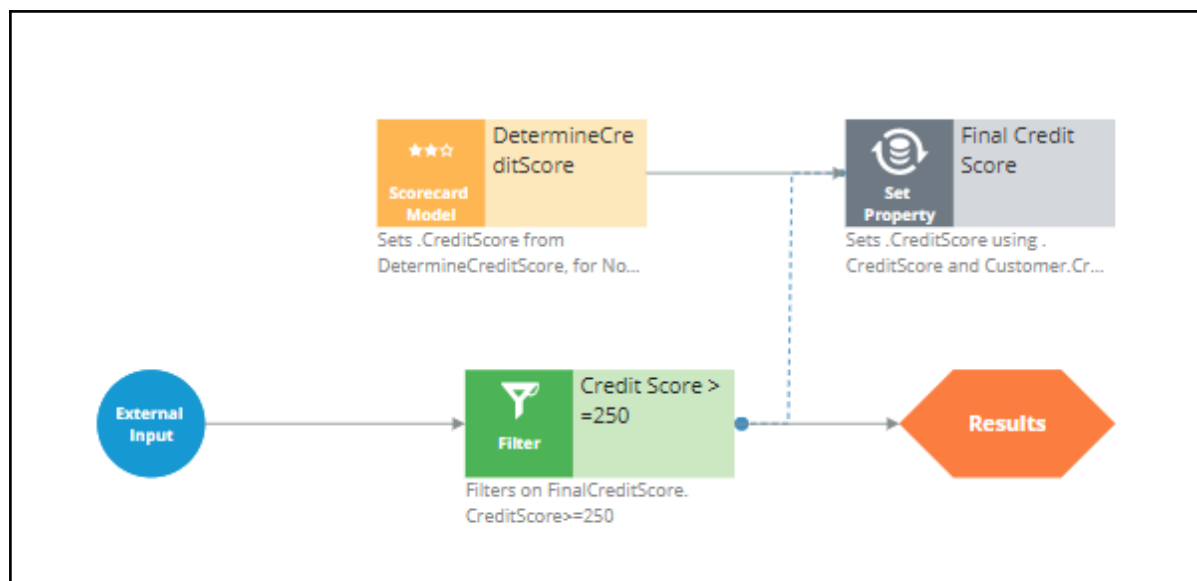 DetermineCre
ditScore
Scorecard
Model
Sets .CreditScore from
DetermineCreditScore, for No...
Final Credit
Score
Set
Property
Sets .CreditScore using .
CreditScore and Customer.Cr...
External
Input
Credit Score >
=250
Filter
Filters on FinalCreditScore.
CreditScore>=250
Results